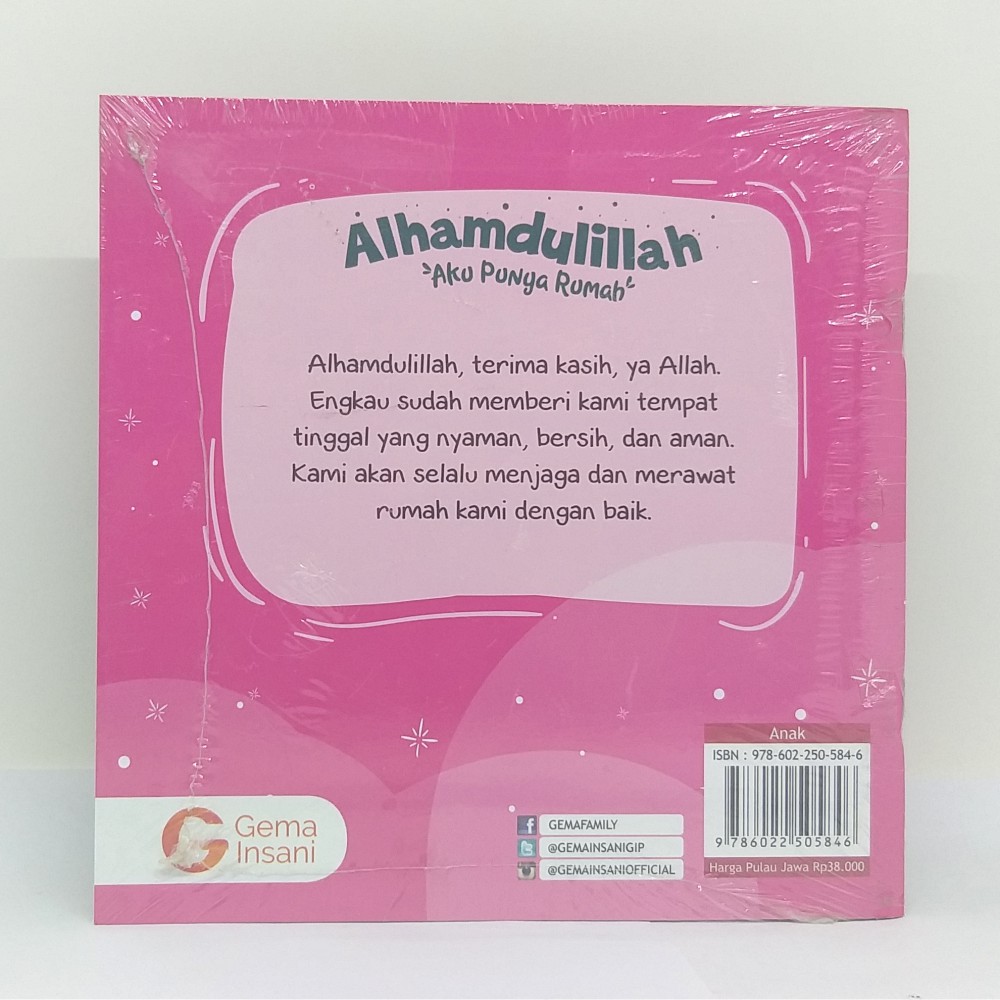 Alhamdulillah
"Aku Punya Rumah"
Alhamdulillah, terima kasih, ya Allah.
Engkau sudah memberi kami tempat
tinggal yang nyaman, bersih, dan aman.
Kami akan selalu menjaga dan merawat
rumah kami dengan baik.
Anak
ISBN : 978-602-250-584-6
9 786022 505846
Harga Pulau Jawa Rp38.000
GEMAFAMILY
@GEMAINSANIGIP
@GEMAINSANIOFFICIAL
Gema
Insani